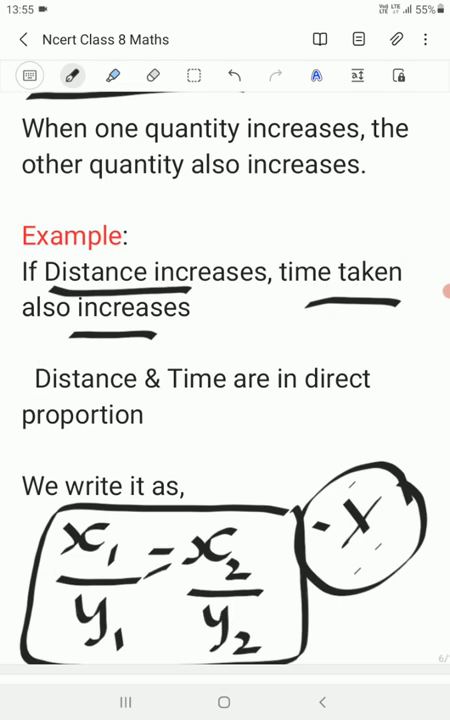 13:55
Vo) LTE
55%
Ncert Class 8 Maths
When one quantity increases, the
other quantity also increases.
Example:
If Distance increases, time taken
also increases
Distance & Time are in direct
proportion
We write it as,
x₁/y₁ = x₂/y₂